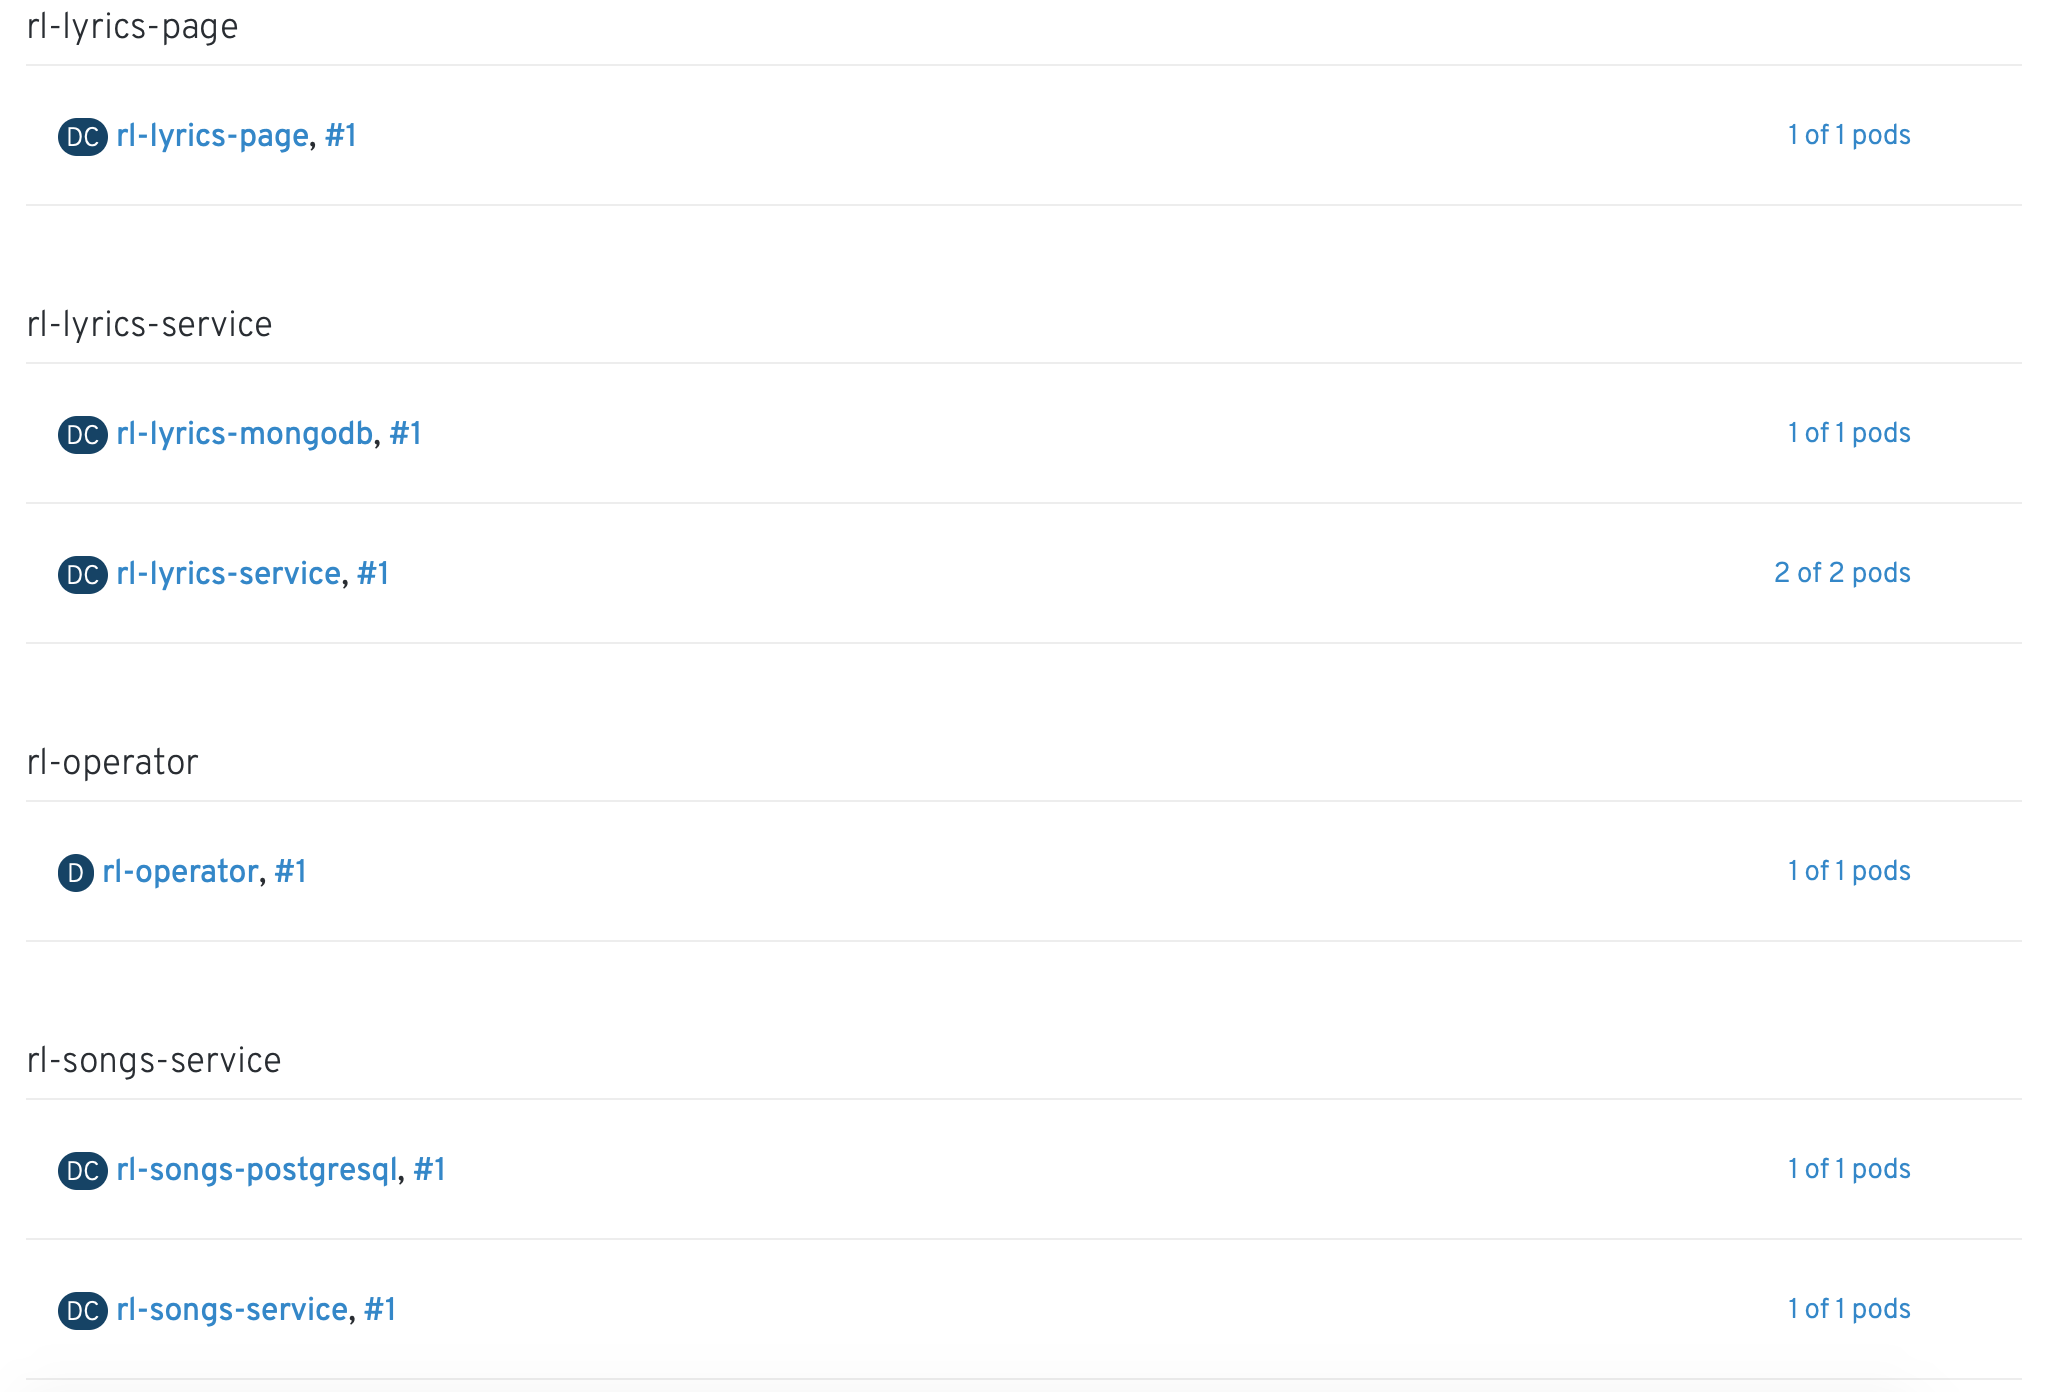 rl-lyrics-page
DC rl-lyrics-page, #1 1 of 1 pods
rl-lyrics-service
DC rl-lyrics-mongodb, #1 1 of 1 pods
DC rl-lyrics-service, #1 2 of 2 pods
rl-operator
D rl-operator, #1 1 of 1 pods
rl-songs-service
DC rl-songs-postgresql, #1 1 of 1 pods
DC rl-songs-service, #1 1 of 1 pods